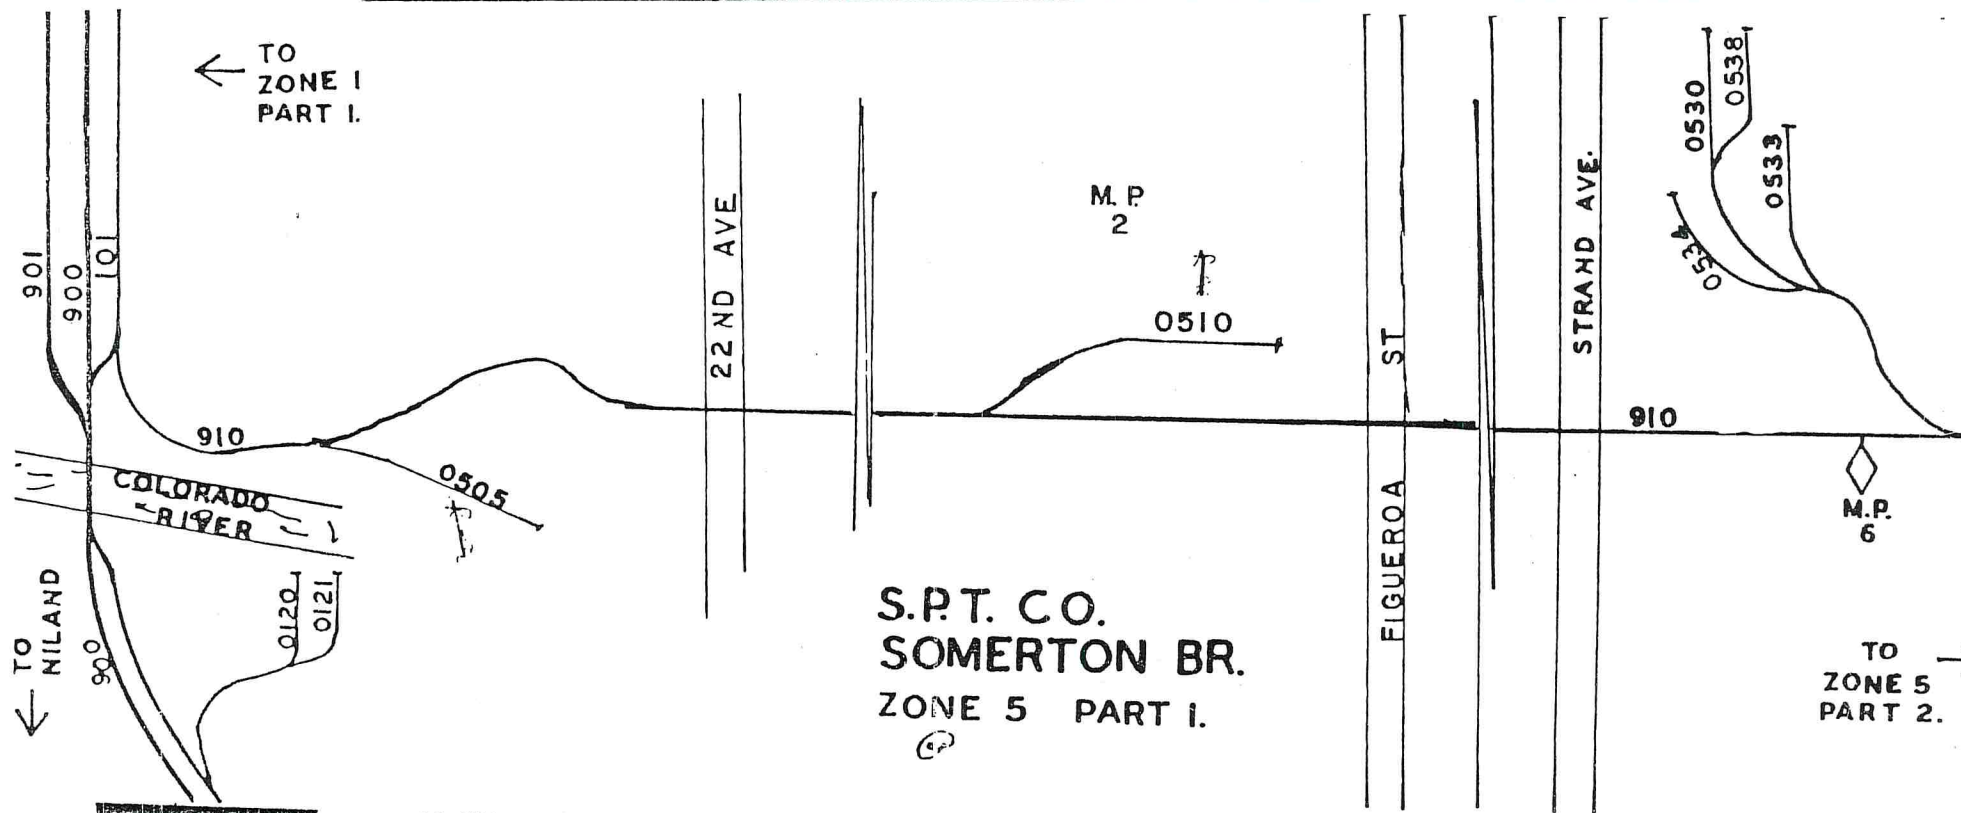 TO
ZONE 1
PART 1.
901
900
101
910
COLORADO
RIVER
0505
TO
NILAND
900
0120
0121
22ND AVE
M.P.
2
0510
S.P.T. CO.
SOMERTON BR.
ZONE 5 PART 1.
FIGUEROA ST
STRAND AVE.
910
0530
0538
0533
0534
M.P.
6
TO
ZONE 5
PART 2.